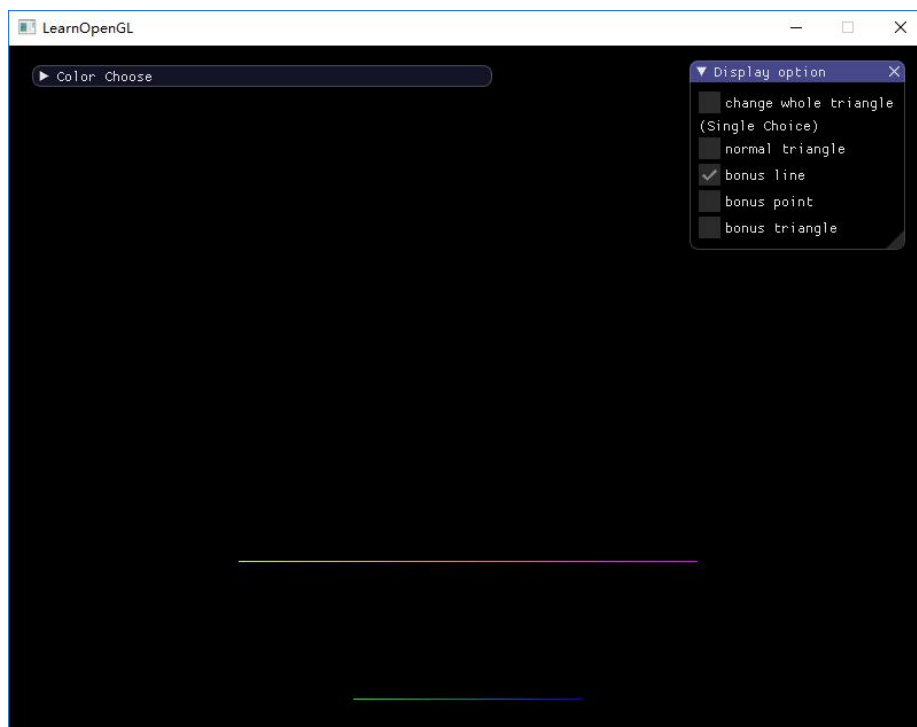 LearnOpenGL
Color Choose
Display option
change whole triangle
(Single Choice)
normal triangle
bonus line
bonus point
bonus triangle